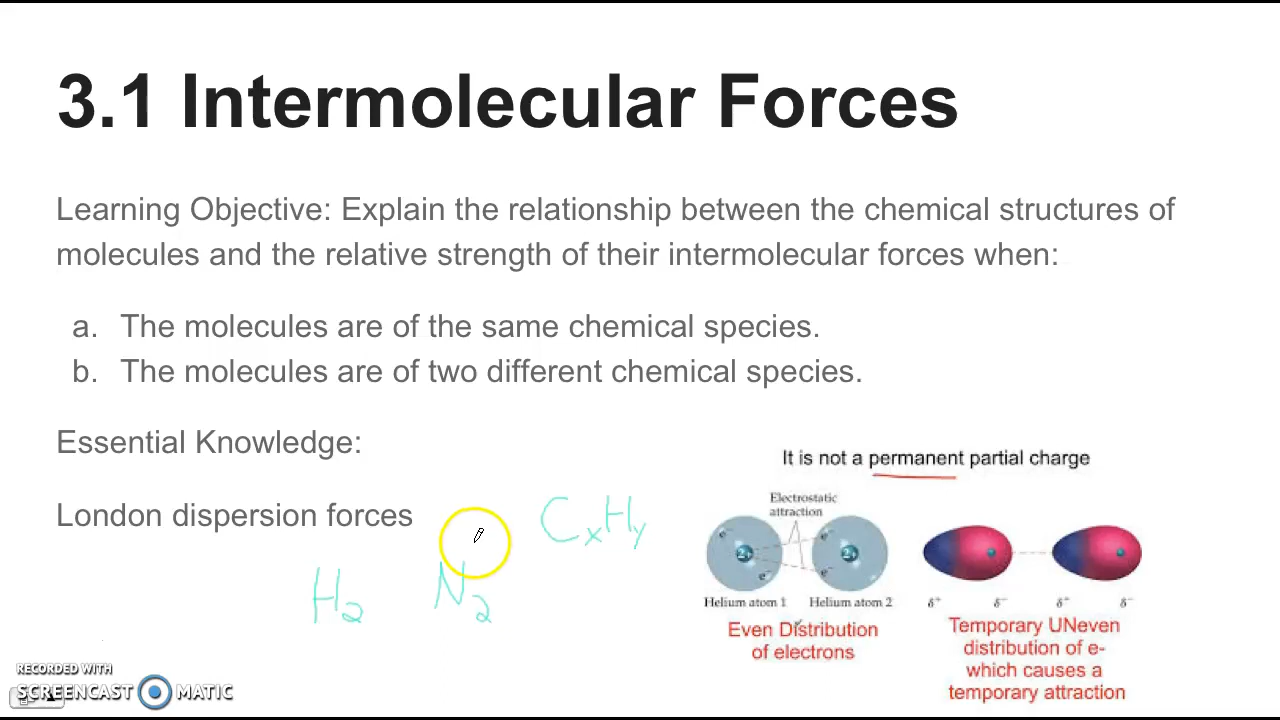 3.1 Intermolecular Forces
Learning Objective: Explain the relationship between the chemical structures of
molecules and the relative strength of their intermolecular forces when:
a. The molecules are of the same chemical species.
b. The molecules are of two different chemical species.
Essential Knowledge:
London dispersion forces
CxHy
H2 N2
It is not a permanent partial charge
Electrostatic
attraction
e- e-
2+ 2+
e- e-
Helium atom 1 Helium atom 2
δ+ δ- δ+ δ-
Even Distribution
of electrons
Temporary UNeven
distribution of e-
which causes a
temporary attraction
RECORDED WITH
SCREENCAST MATIC